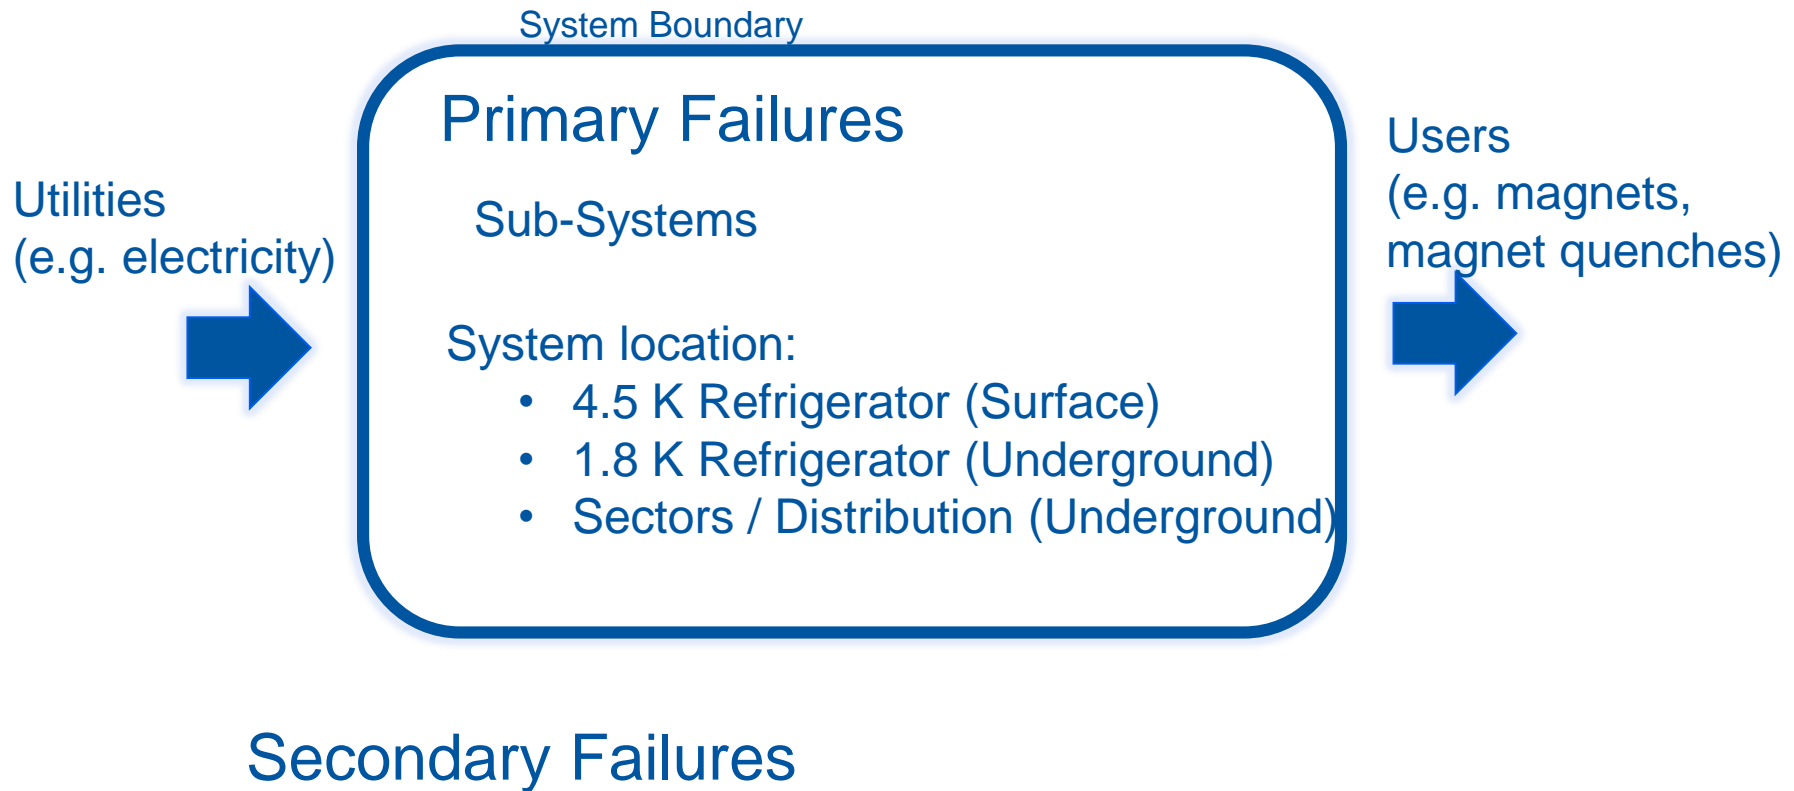 System Boundary
Primary Failures
Utilities
(e.g. electricity)
Sub-Systems
System location:
• 4.5 K Refrigerator (Surface)
• 1.8 K Refrigerator (Underground)
• Sectors / Distribution (Underground)
Users
(e.g. magnets,
magnet quenches)
Secondary Failures